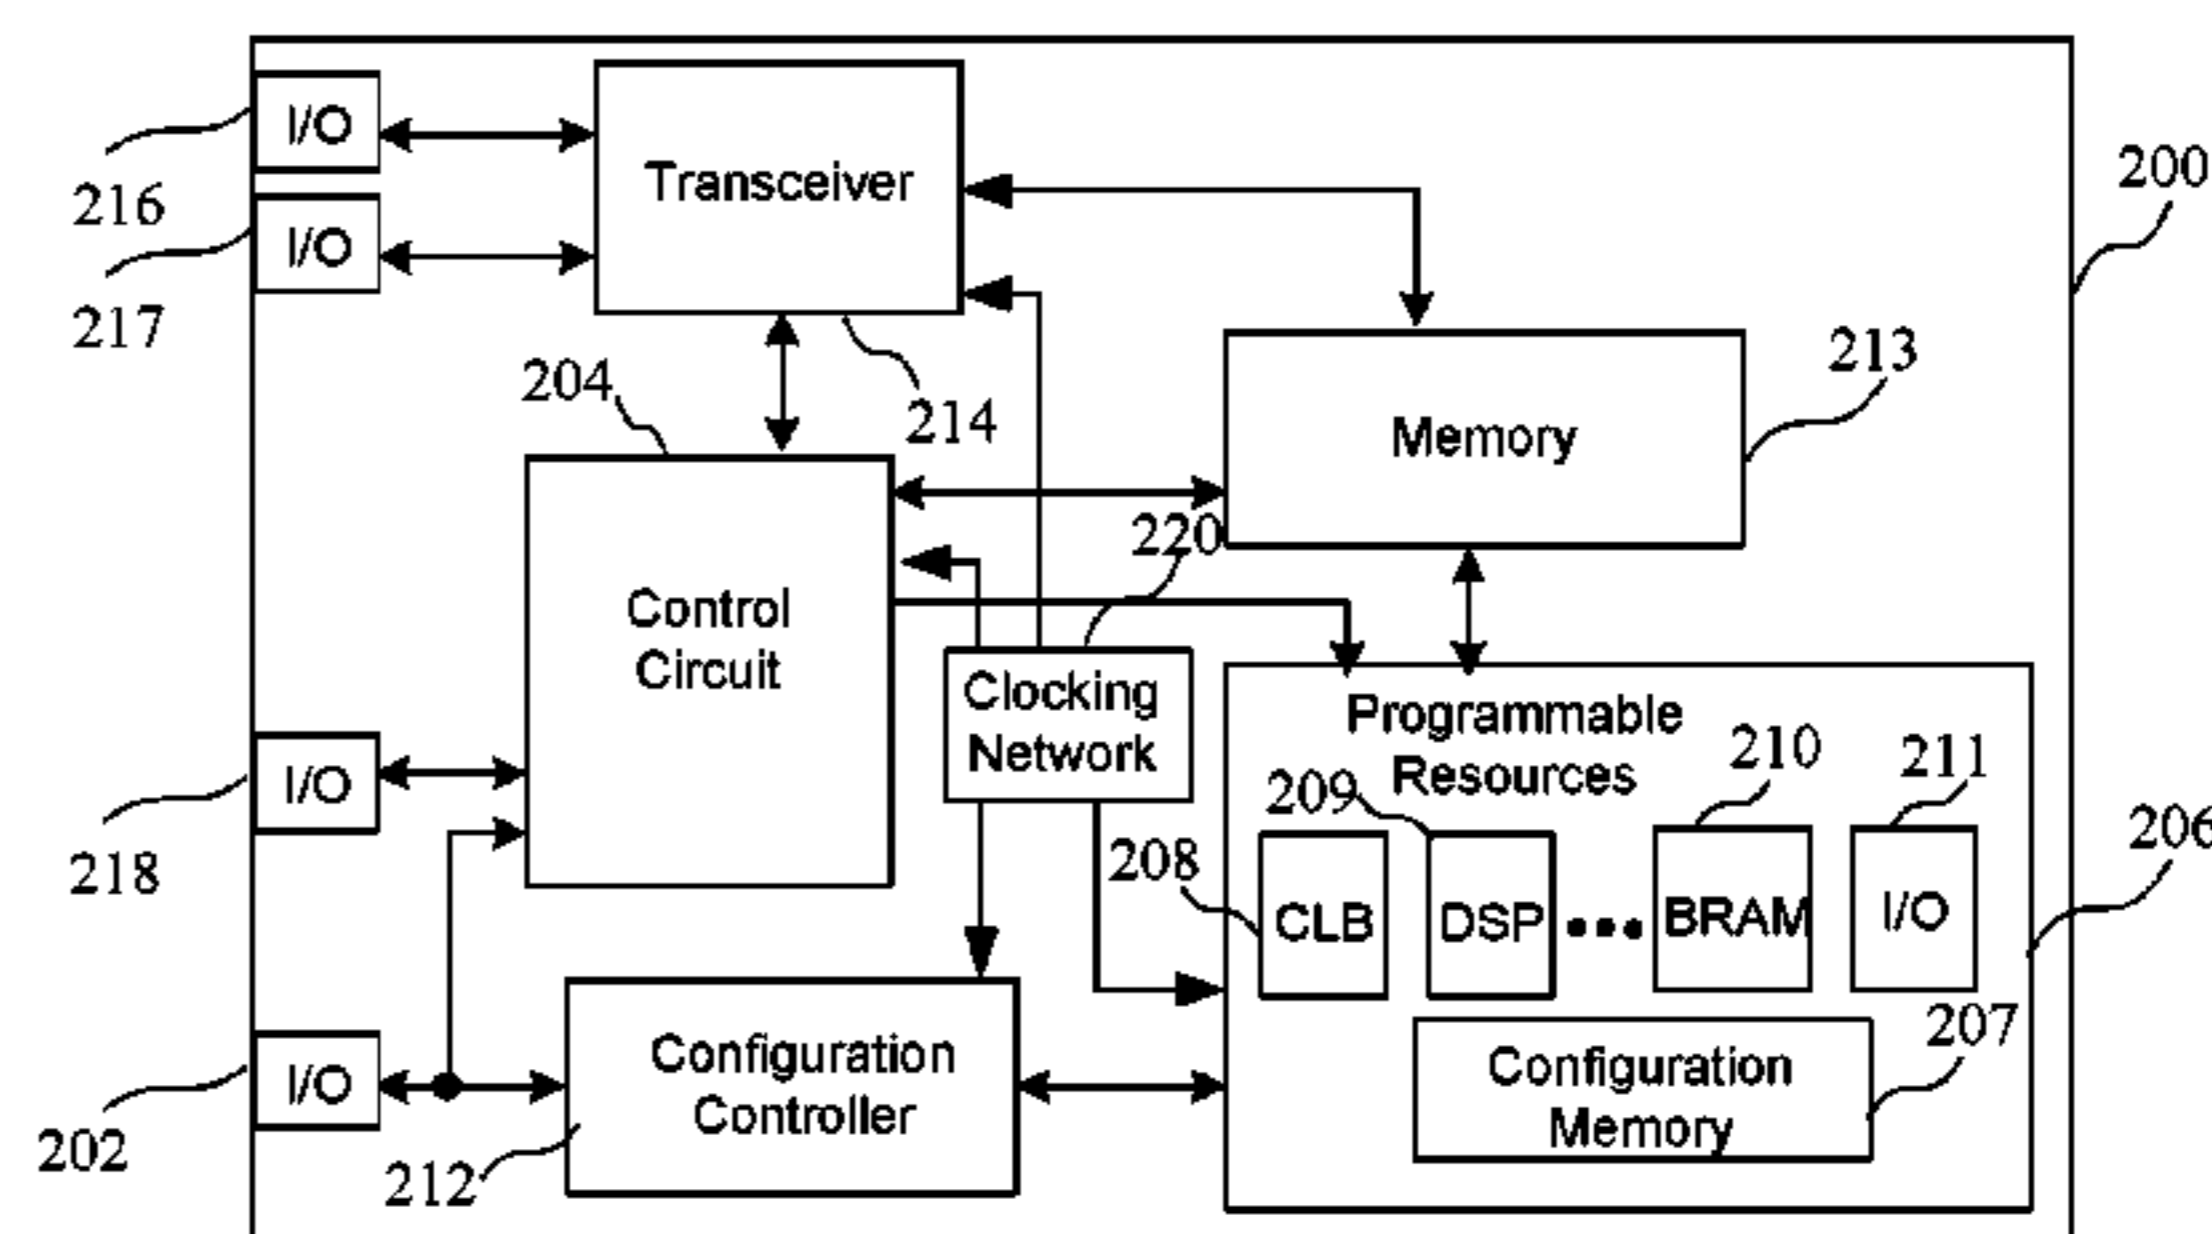 I/O
216
I/O
217
Transceiver
214
200
204
213
Memory
220
Control
Circuit
Clocking
Network
Programmable
Resources
209
210
211
206
208
CLB
DSP
BRAM
I/O
I/O
218
207
Configuration
Memory
I/O
202
Configuration
Controller
212